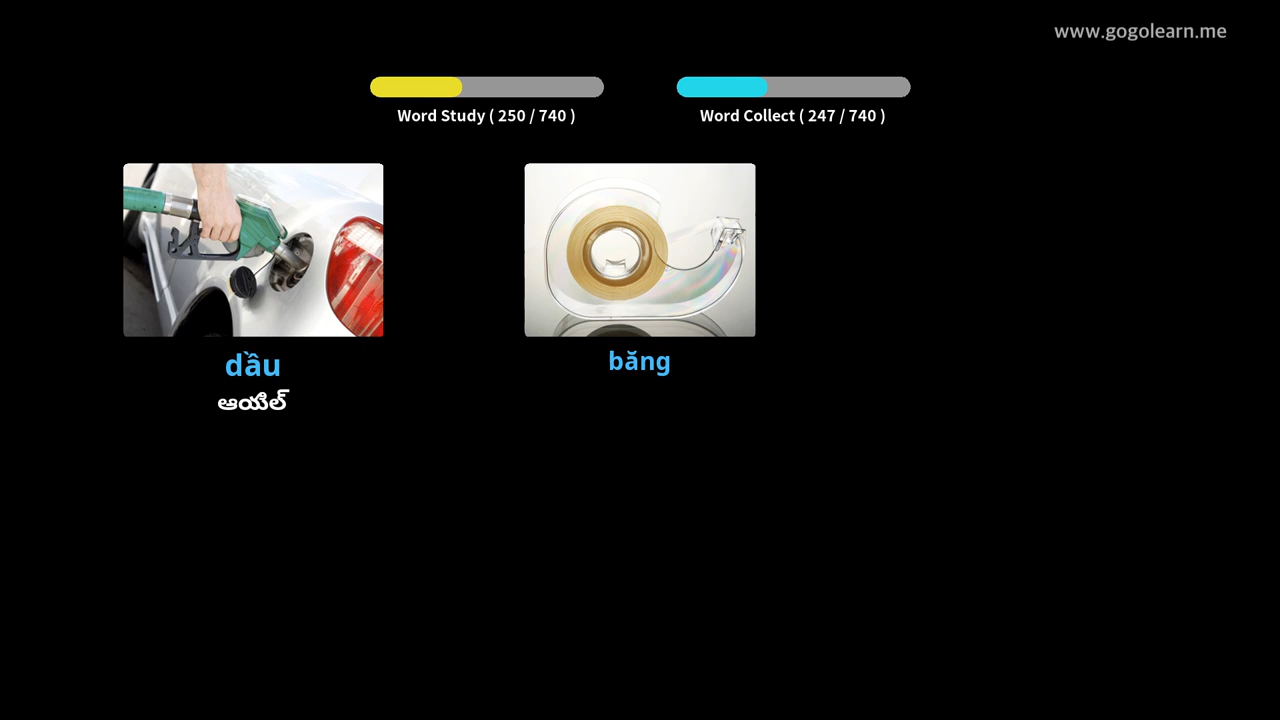 www.gogolearn.me
Word Study ( 250 / 740 )
Word Collect ( 247 / 740 )
dầu
băng
ఆయిల్